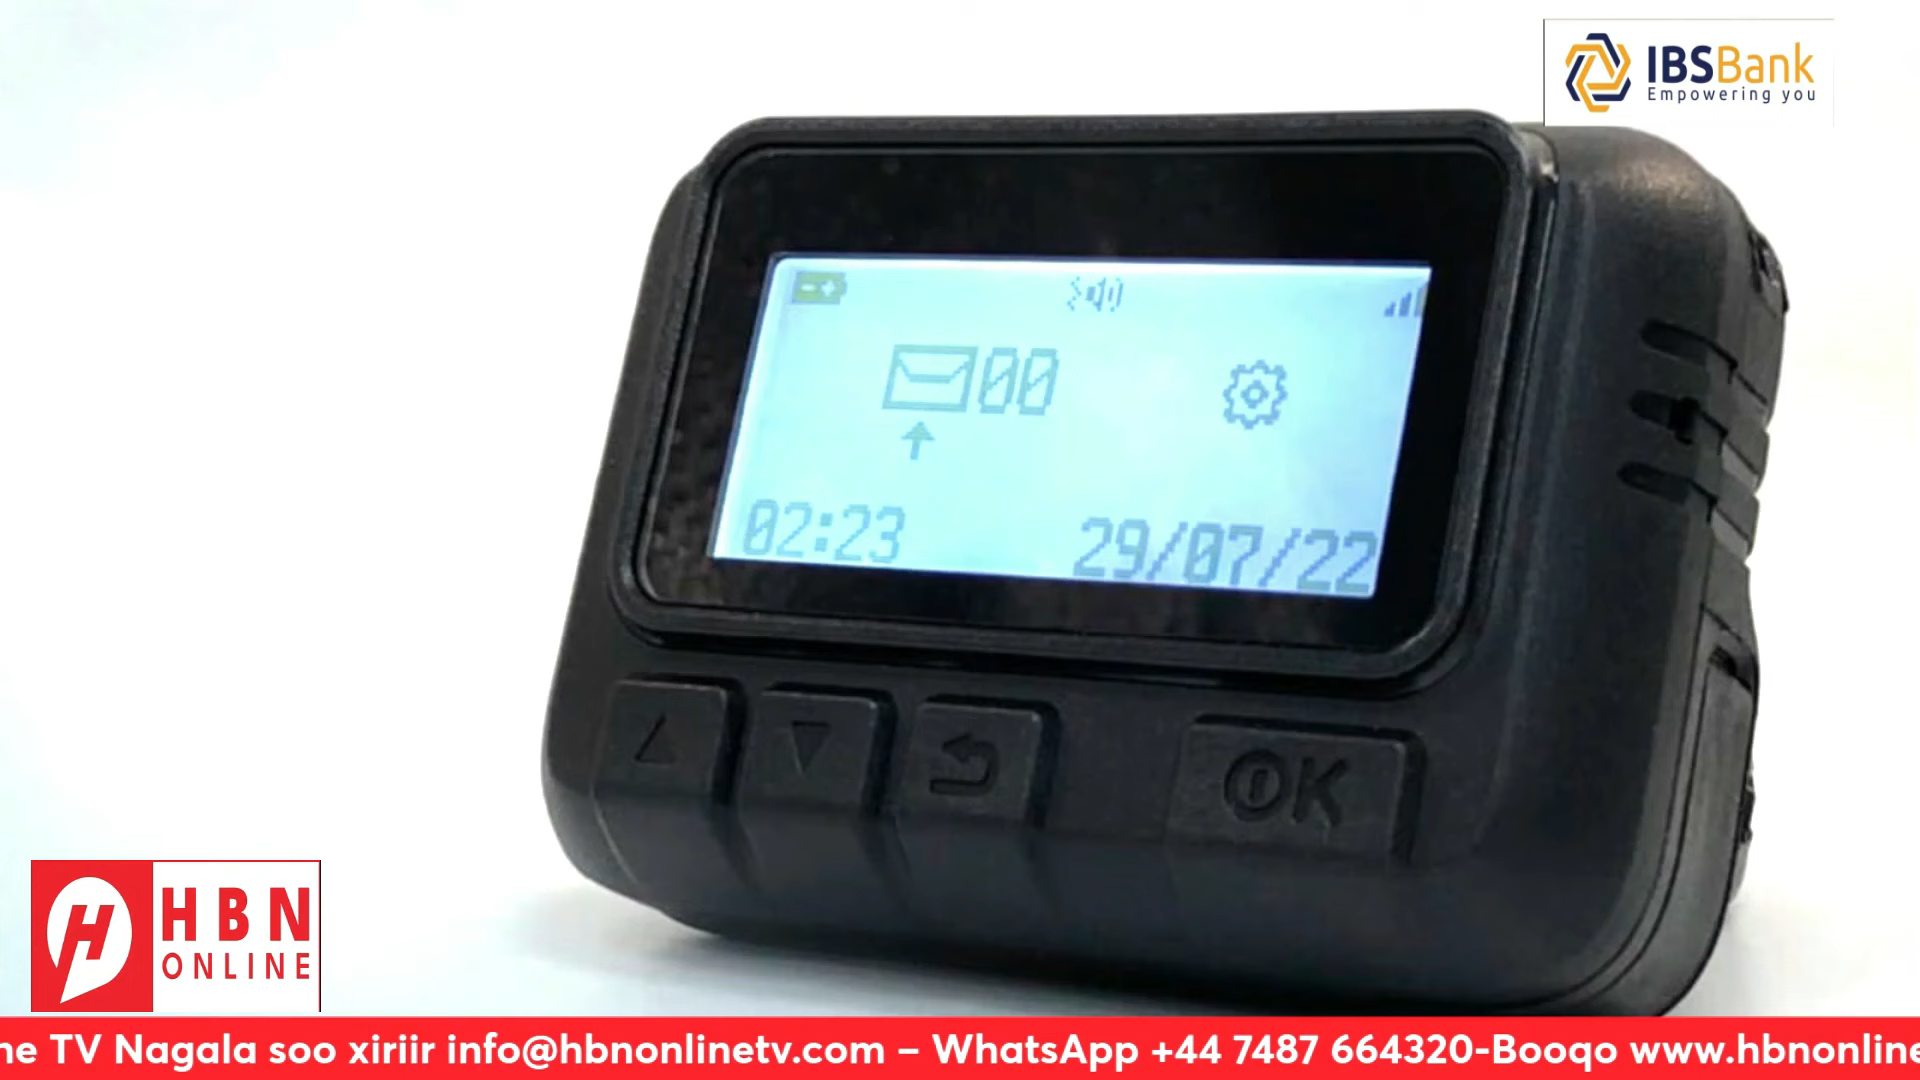 IBSBank
Empowering you
00
02:23
29/07/22
OK
H
HBN
ONLINE
ne TV Nagala soo xiriir info@hbnonlinetv.com – WhatsApp +44 7487 664320-Booqo www.hbnonline